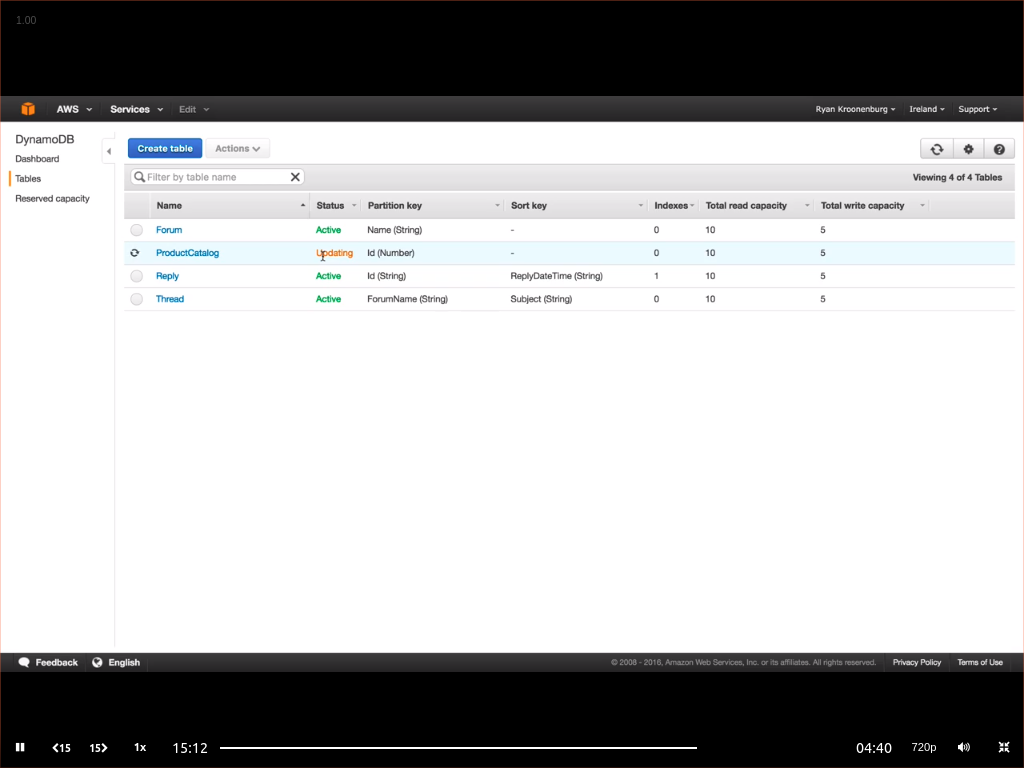 1.00
AWS Services Edit Ryan Kroonenburg Ireland Support
DynamoDB
Dashboard
Tables
Reserved capacity
Create table Actions
Filter by table name Viewing 4 of 4 Tables
Name Status Partition key Sort key Indexes Total read capacity Total write capacity
Forum Active Name (String) - 0 10 5
ProductCatalog Updating Id (Number) - 0 10 5
Reply Active Id (String) ReplyDateTime (String) 1 10 5
Thread Active ForumName (String) Subject (String) 0 10 5
Feedback English © 2008 - 2016, Amazon Web Services, Inc. or its affiliates. All rights reserved. Privacy Policy Terms of Use
15 15 1x 15:12 04:40 720p